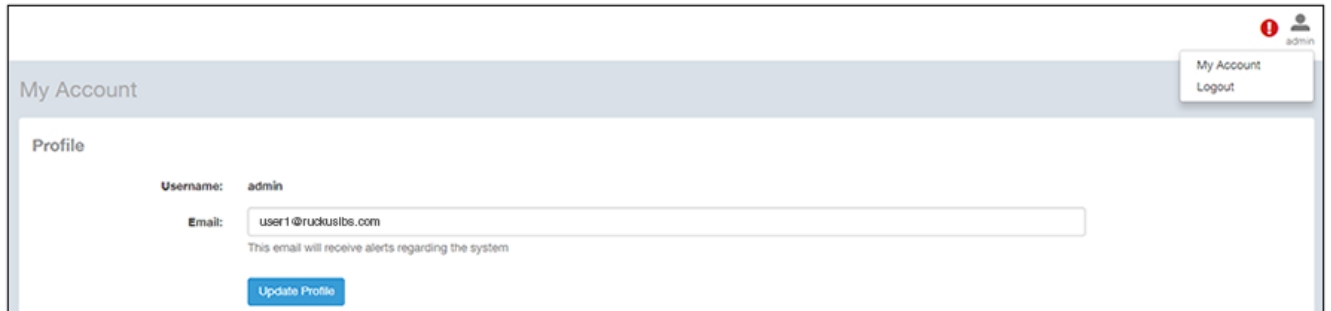 admin
My Account
Logout
My Account
Profile
Username: admin
Email: user1@ruckuslbs.com
This email will receive alerts regarding the system
Update Profile